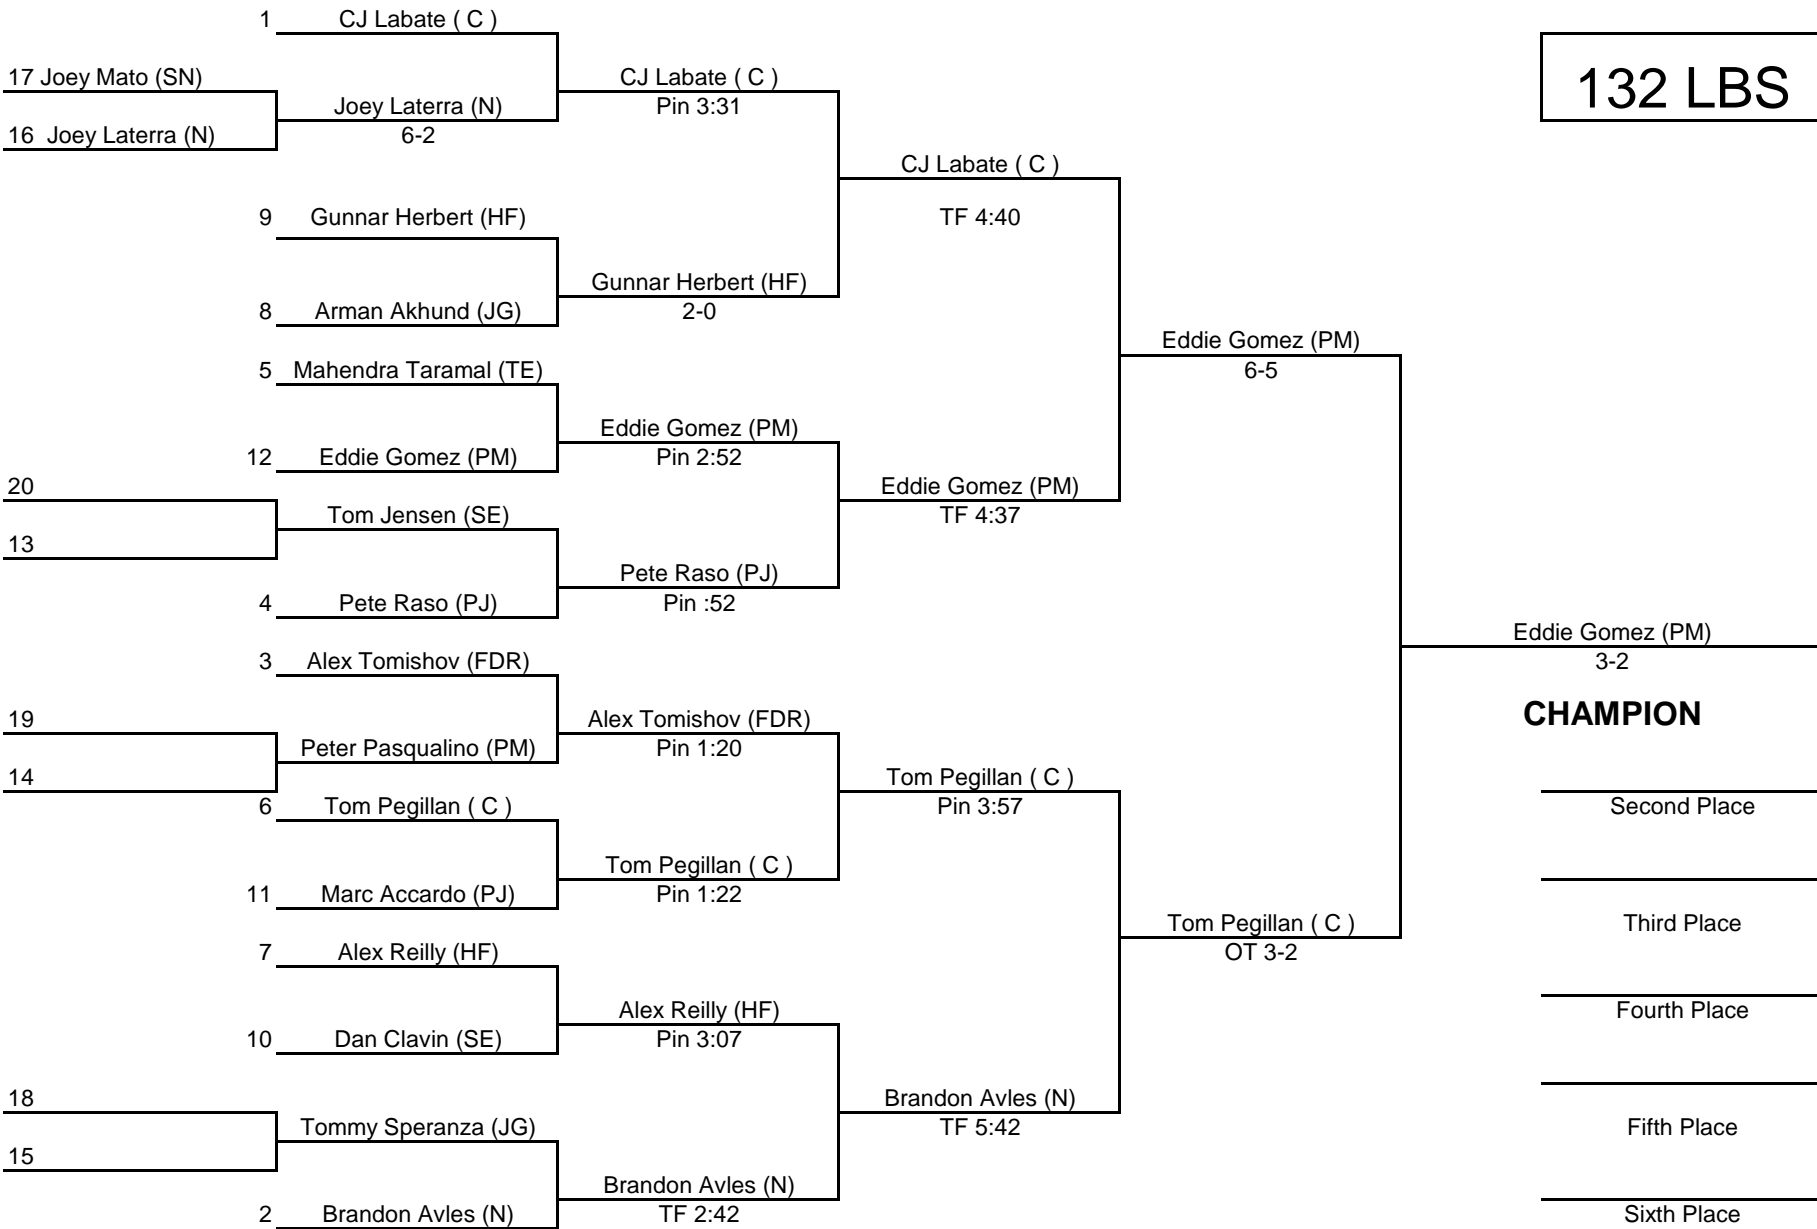 1 CJ Labate ( C )
17 Joey Mato (SN)
CJ Labate ( C )
132 LBS
Joey Laterra (N)
Pin 3:31
16 Joey Laterra (N)
6-2
CJ Labate ( C )
9 Gunnar Herbert (HF)
TF 4:40
Gunnar Herbert (HF)
8 Arman Akhund (JG)
2-0
Eddie Gomez (PM)
5 Mahendra Taramal (TE)
6-5
Eddie Gomez (PM)
12 Eddie Gomez (PM)
Pin 2:52
20
Eddie Gomez (PM)
Tom Jensen (SE)
TF 4:37
13
Pete Raso (PJ)
4 Pete Raso (PJ)
Pin :52
Eddie Gomez (PM)
3 Alex Tomishov (FDR)
3-2
19
Alex Tomishov (FDR)
CHAMPION
Peter Pasqualino (PM)
Pin 1:20
14
Tom Pegillan ( C )
6 Tom Pegillan ( C )
Pin 3:57
Second Place
Tom Pegillan ( C )
11 Marc Accardo (PJ)
Pin 1:22
Tom Pegillan ( C )
Third Place
7 Alex Reilly (HF)
OT 3-2
Alex Reilly (HF)
Fourth Place
10 Dan Clavin (SE)
Pin 3:07
18
Brandon Avles (N)
Tommy Speranza (JG)
TF 5:42
Fifth Place
15
Brandon Avles (N)
2 Brandon Avles (N)
TF 2:42
Sixth Place